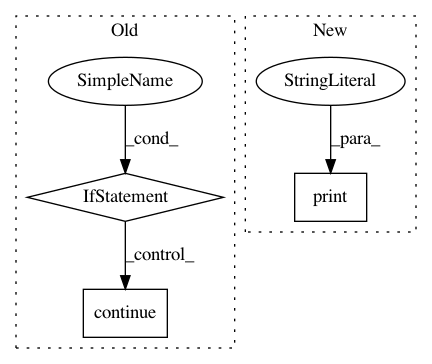 Old
New
SimpleName
StringLiteral
_cond_
_para_
IfStatement
print
_control_
continue